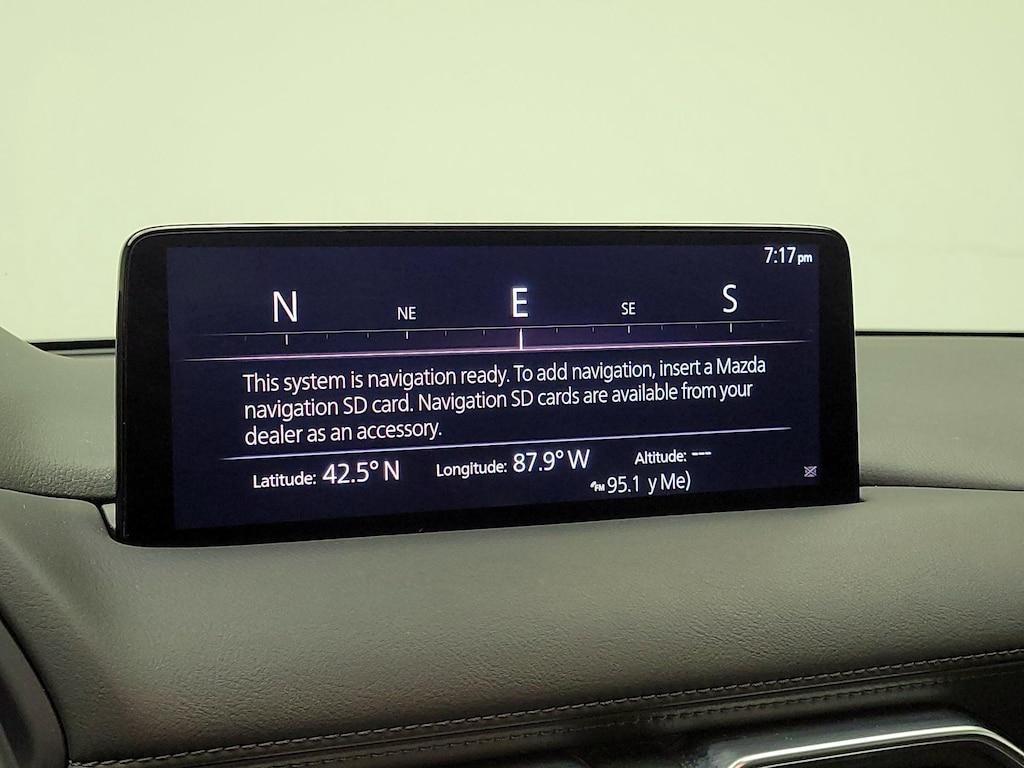 7:17 pm
N NE E SE S
This system is navigation ready. To add navigation, insert a Mazda
navigation SD card. Navigation SD cards are available from your
dealer as an accessory.
Latitude: 42.5° N Longitude: 87.9° W Altitude: ---
FM 95.1 y Me)